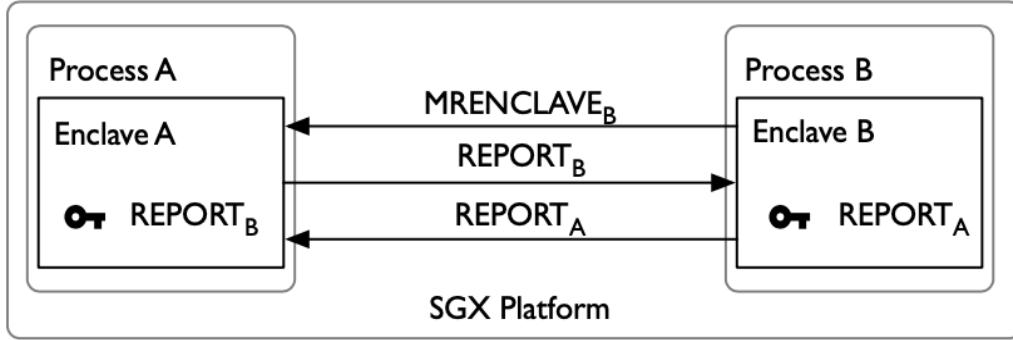 Process A
Process B
Enclave A
MRENCLAVE_B
Enclave B
REPORT_B
REPORT_B
REPORT_A
REPORT_A
SGX Platform